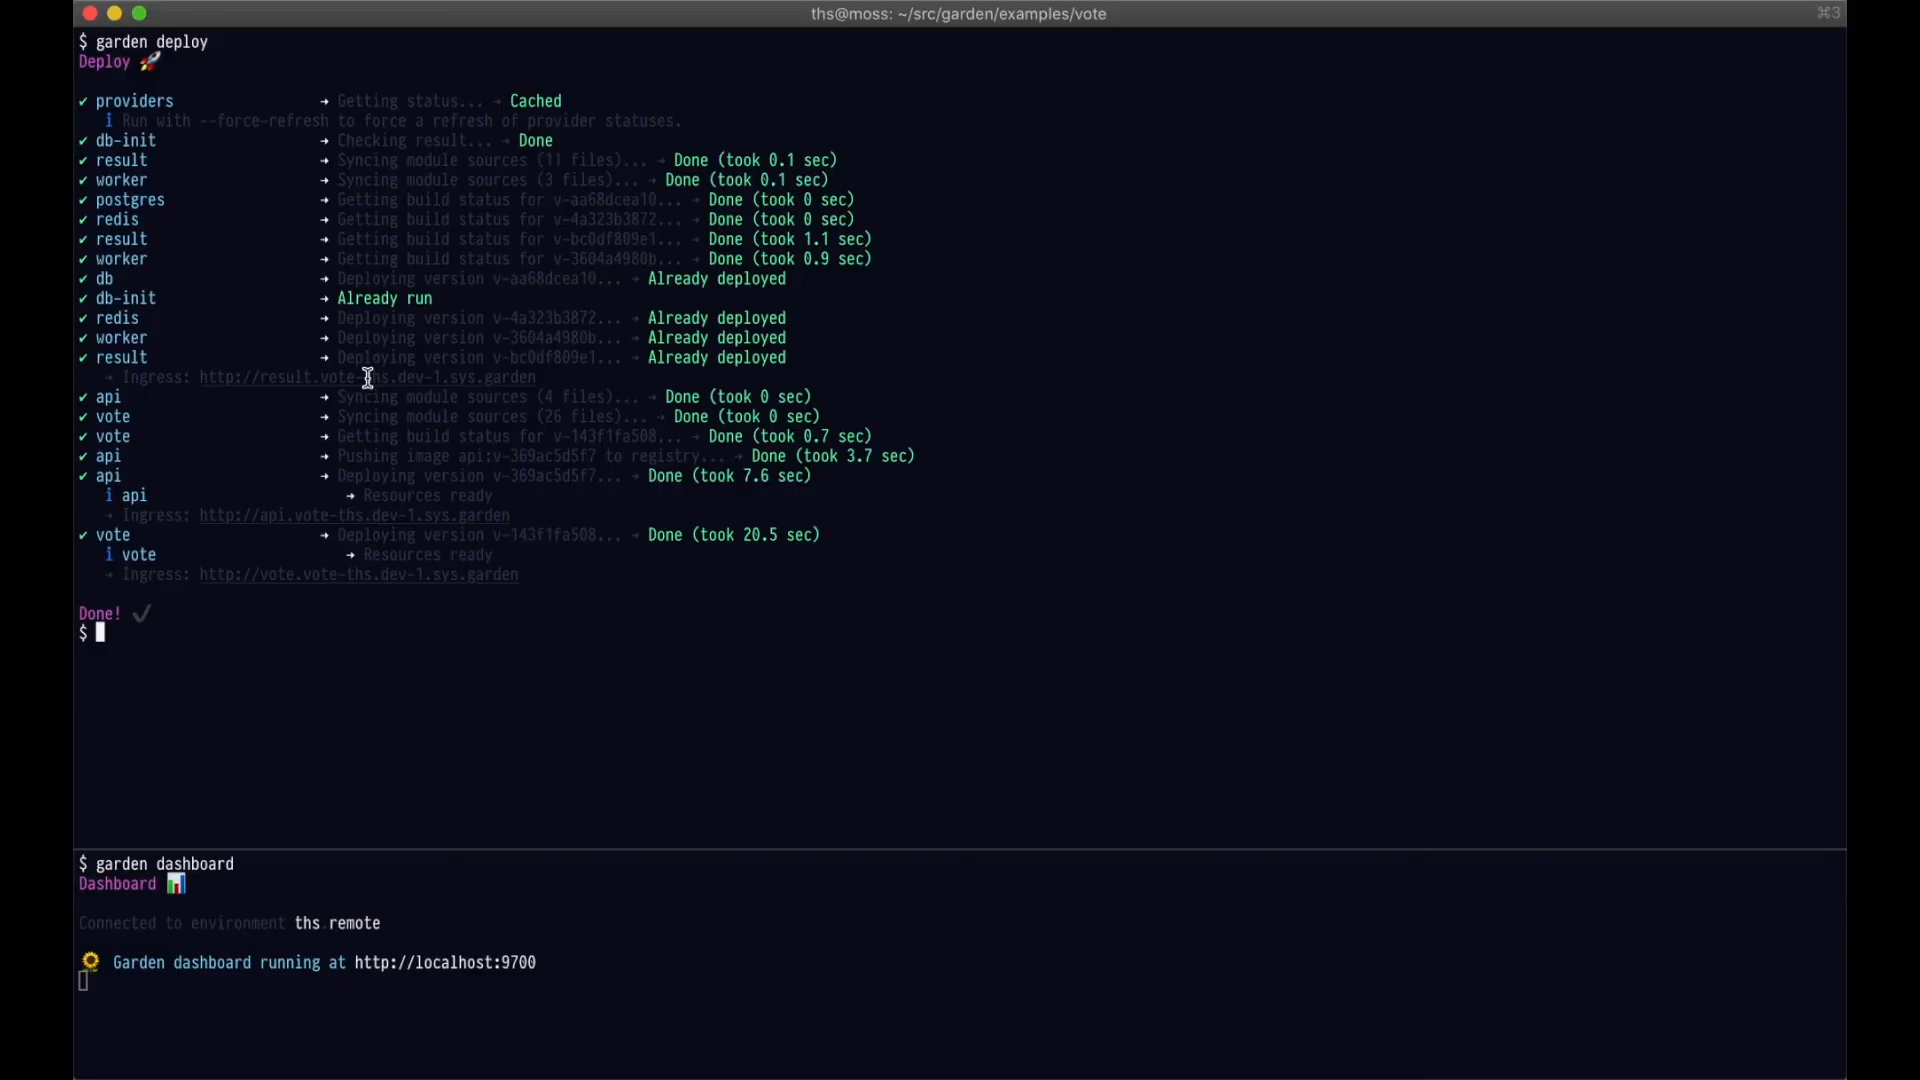 ths@moss: ~/src/garden/examples/vote
⌘3
$ garden deploy
Deploy 🚀
✔ providers → Getting status... → Cached
i Run with --force-refresh to force a refresh of provider statuses.
✔ db-init → Checking result... → Done
✔ result → Syncing module sources (11 files)... → Done (took 0.1 sec)
✔ worker → Syncing module sources (3 files)... → Done (took 0.1 sec)
✔ postgres → Getting build status for v-aa68dcea10... → Done (took 0 sec)
✔ redis → Getting build status for v-4a323b3872... → Done (took 0 sec)
✔ result → Getting build status for v-bc0df809e1... → Done (took 1.1 sec)
✔ worker → Getting build status for v-3604a4980b... → Done (took 0.9 sec)
✔ db → Deploying version v-aa68dcea10... → Already deployed
✔ db-init → Already run
✔ redis → Deploying version v-4a323b3872... → Already deployed
✔ worker → Deploying version v-3604a4980b... → Already deployed
✔ result → Deploying version v-bc0df809e1... → Already deployed
→ Ingress: http://result.vote-ths.dev-1.sys.garden
✔ api → Syncing module sources (4 files)... → Done (took 0 sec)
✔ vote → Syncing module sources (26 files)... → Done (took 0 sec)
✔ vote → Getting build status for v-143f1fa508... → Done (took 0.7 sec)
✔ api → Pushing image api:v-369ac5d5f7 to registry... → Done (took 3.7 sec)
✔ api → Deploying version v-369ac5d5f7... → Done (took 7.6 sec)
i api → Resources ready
→ Ingress: http://api.vote-ths.dev-1.sys.garden
✔ vote → Deploying version v-143f1fa508... → Done (took 20.5 sec)
i vote → Resources ready
→ Ingress: http://vote.vote-ths.dev-1.sys.garden
Done! ✔
$
$ garden dashboard
Dashboard 📊
Connected to environment ths.remote
🌻 Garden dashboard running at http://localhost:9700